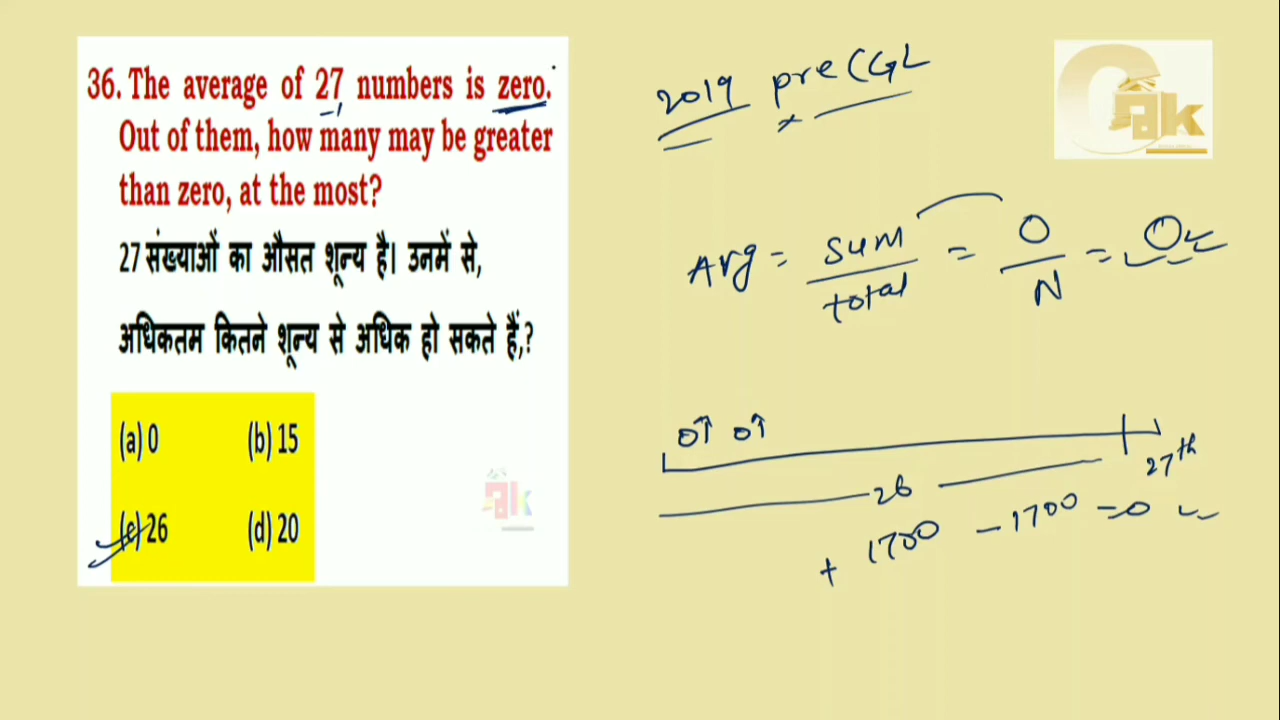 36. The average of 27 numbers is zero.
Out of them, how many may be greater
than zero, at the most?
27 संख्याओं का औसत शून्य है। उनमें से,
अधिकतम कितने शून्य से अधिक हो सकते हैं,?
(a) 0 (b) 15
(c) 26 (d) 20
2019 pre CGL
Avg = sum / total = 0 / N = 0
0↑ 0↑
27th
26
+ 1700 - 1700 = 0